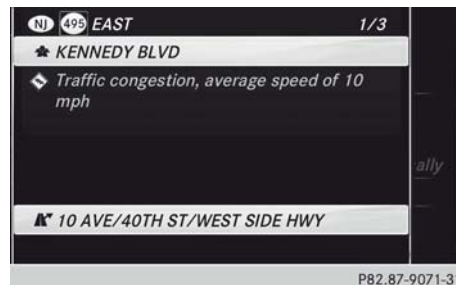 NJ 495 EAST 1/3
KENNEDY BLVD
Traffic congestion, average speed of 10
mph
ally
10 AVE/40TH ST/WEST SIDE HWY
P82.87-9071-31